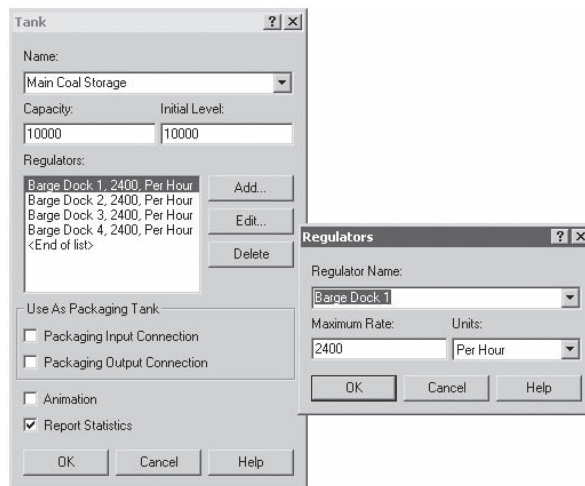 Tank
Name:
Main Coal Storage
Capacity: Initial Level:
10000 10000
Regulators:
Barge Dock 1, 2400, Per Hour
Barge Dock 2, 2400, Per Hour
Barge Dock 3, 2400, Per Hour
Barge Dock 4, 2400, Per Hour
<End of list>
Add...
Edit...
Delete
Use As Packaging Tank
Packaging Input Connection
Packaging Output Connection
Animation
Report Statistics
OK Cancel Help
Regulators
Regulator Name:
Barge Dock 1
Maximum Rate: Units:
2400 Per Hour
OK Cancel Help